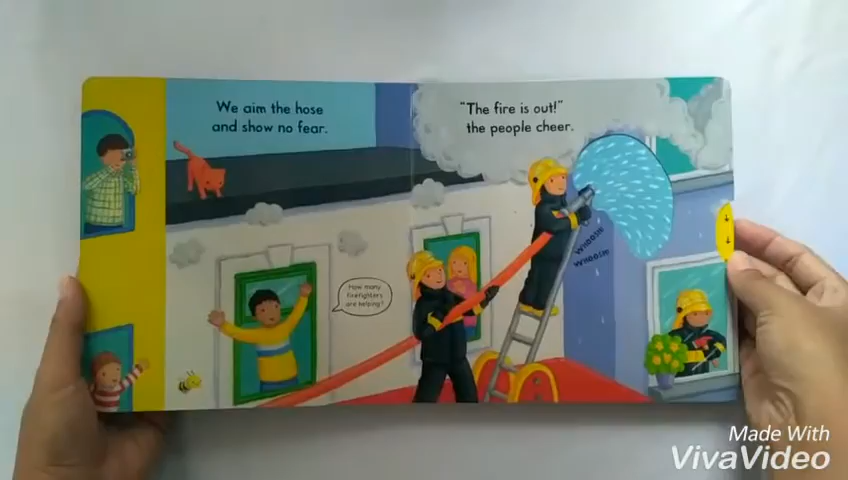 We aim the hose
and show no fear.
"The fire is out!"
the people cheer.
How many
firefighters
are helping?
WHOOSH!
WHOOSH!
Made With
VivaVideo